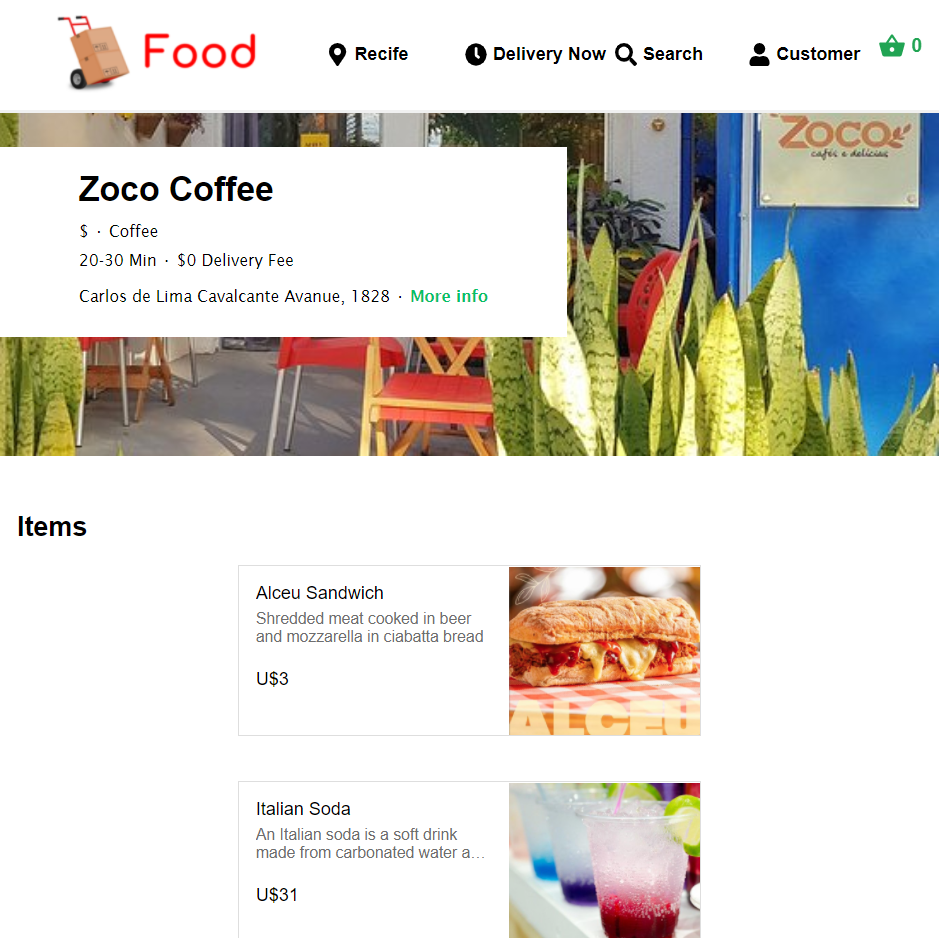 Food
Recife
Delivery Now
Search
Customer
0
ZOCO
cafés e delícias
Zoco Coffee
$ · Coffee
20-30 Min · $0 Delivery Fee
Carlos de Lima Cavalcante Avanue, 1828 · More info
Items
Alceu Sandwich
Shredded meat cooked in beer
and mozzarella in ciabatta bread
U$3
ALCEU
Italian Soda
An Italian soda is a soft drink
made from carbonated water a…
U$31